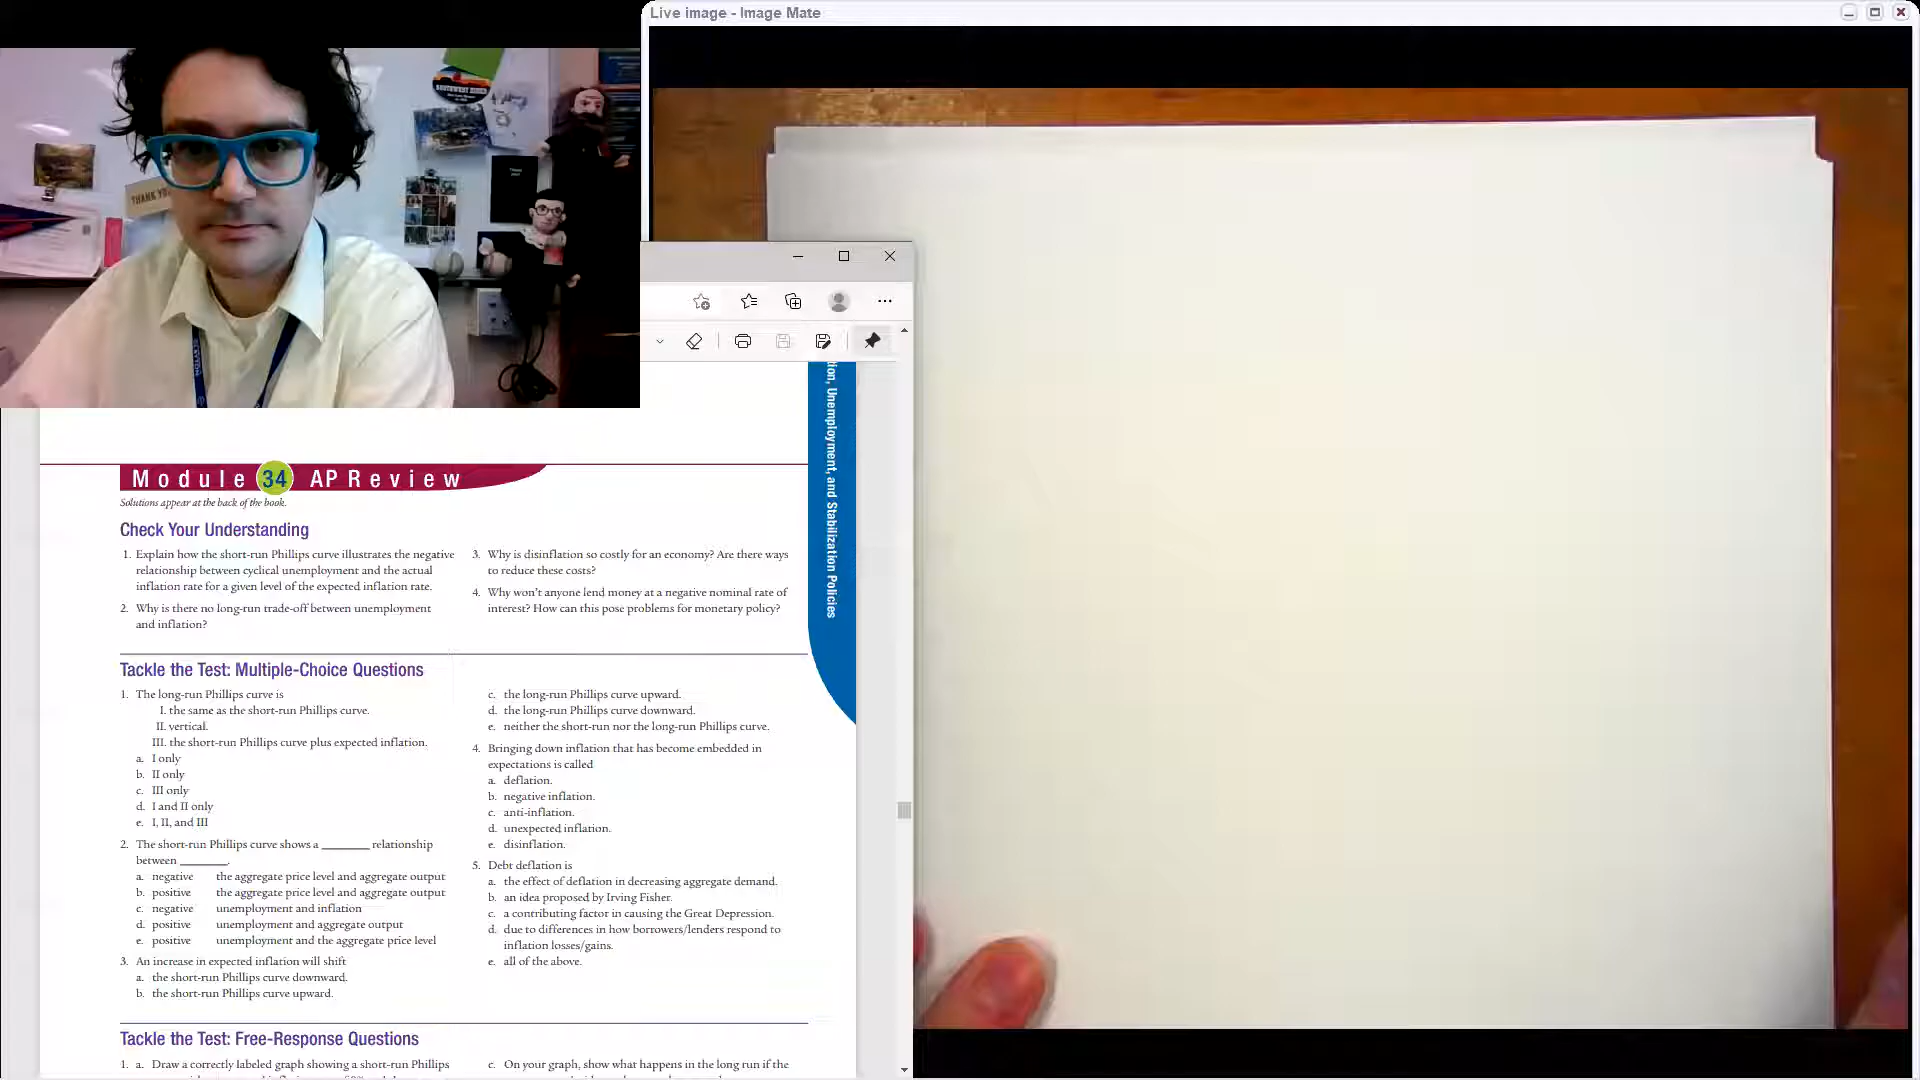 Live image - Image Mate
SOUTHWEST
THANK YOU
CLAYTON
tion, Unemployment, and Stabilization Policies
Module 34 AP Review
Solutions appear at the back of the book.
Check Your Understanding
1. Explain how the short-run Phillips curve illustrates the negative
relationship between cyclical unemployment and the actual
inflation rate for a given level of the expected inflation rate.
2. Why is there no long-run trade-off between unemployment
and inflation?
3. Why is disinflation so costly for an economy? Are there ways
to reduce these costs?
4. Why won't anyone lend money at a negative nominal rate of
interest? How can this pose problems for monetary policy?
Tackle the Test: Multiple-Choice Questions
1. The long-run Phillips curve is
I. the same as the short-run Phillips curve.
II. vertical.
III. the short-run Phillips curve plus expected inflation.
a. I only
b. II only
c. III only
d. I and II only
e. I, II, and III
2. The short-run Phillips curve shows a ________ relationship
between ________.
a. negative the aggregate price level and aggregate output
b. positive the aggregate price level and aggregate output
c. negative unemployment and inflation
d. positive unemployment and aggregate output
e. positive unemployment and the aggregate price level
3. An increase in expected inflation will shift
a. the short-run Phillips curve downward.
b. the short-run Phillips curve upward.
c. the long-run Phillips curve upward.
d. the long-run Phillips curve downward.
e. neither the short-run nor the long-run Phillips curve.
4. Bringing down inflation that has become embedded in
expectations is called
a. deflation.
b. negative inflation.
c. anti-inflation.
d. unexpected inflation.
e. disinflation.
5. Debt deflation is
a. the effect of deflation in decreasing aggregate demand.
b. an idea proposed by Irving Fisher.
c. a contributing factor in causing the Great Depression.
d. due to differences in how borrowers/lenders respond to
inflation losses/gains.
e. all of the above.
Tackle the Test: Free-Response Questions
1. a. Draw a correctly labeled graph showing a short-run Phillips
c. On your graph, show what happens in the long run if the